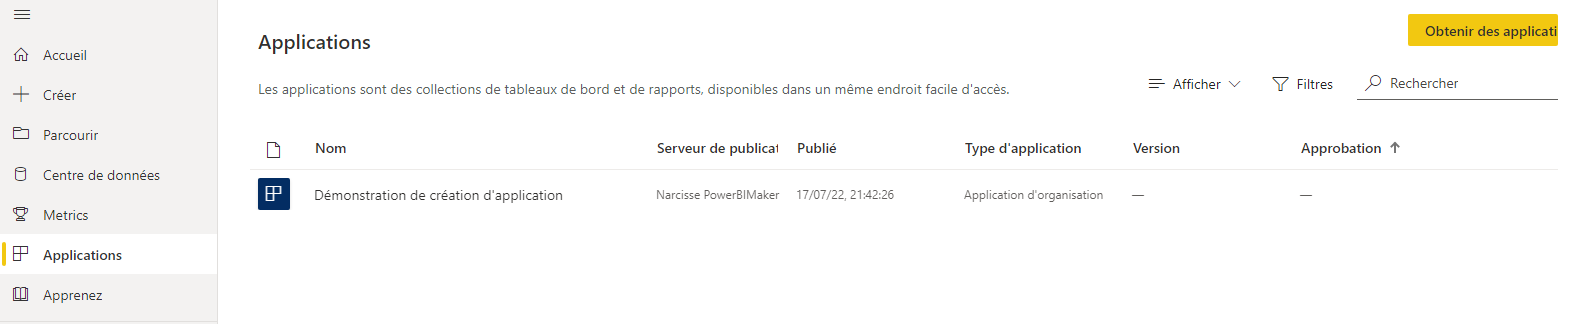 Accueil
Créer
Parcourir
Centre de données
Metrics
Applications
Apprenez
Applications
Obtenir des applicati
Les applications sont des collections de tableaux de bord et de rapports, disponibles dans un même endroit facile d'accès.
Afficher Filtres Rechercher
Nom Serveur de publicat Publié Type d'application Version Approbation
Démonstration de création d'application Narcisse PowerBIMaker 17/07/22, 21:42:26 Application d'organisation — —